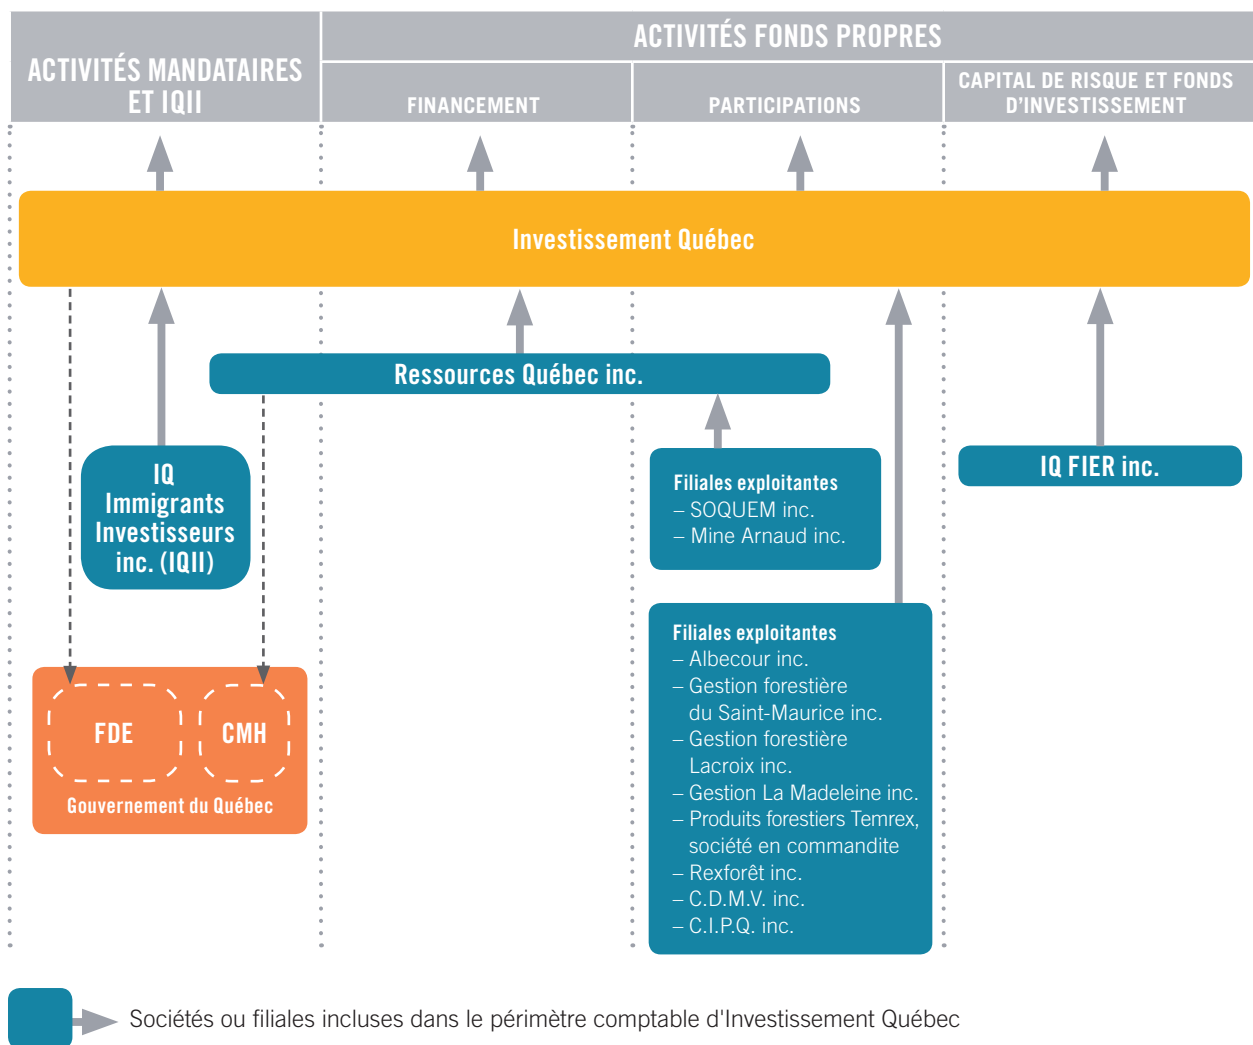 ACTIVITÉS MANDATAIRES
ET IQII
ACTIVITÉS FONDS PROPRES
FINANCEMENT
PARTICIPATIONS
CAPITAL DE RISQUE ET FONDS
D'INVESTISSEMENT
Investissement Québec
Ressources Québec inc.
IQ
Immigrants
Investisseurs
inc. (IQII)
Filiales exploitantes
– SOQUEM inc.
– Mine Arnaud inc.
IQ FIER inc.
Filiales exploitantes
– Albecour inc.
– Gestion forestière
du Saint-Maurice inc.
– Gestion forestière
Lacroix inc.
– Gestion La Madeleine inc.
– Produits forestiers Temrex,
société en commandite
– Rexforêt inc.
– C.D.M.V. inc.
– C.I.P.Q. inc.
FDE
CMH
Gouvernement du Québec
Sociétés ou filiales incluses dans le périmètre comptable d'Investissement Québec